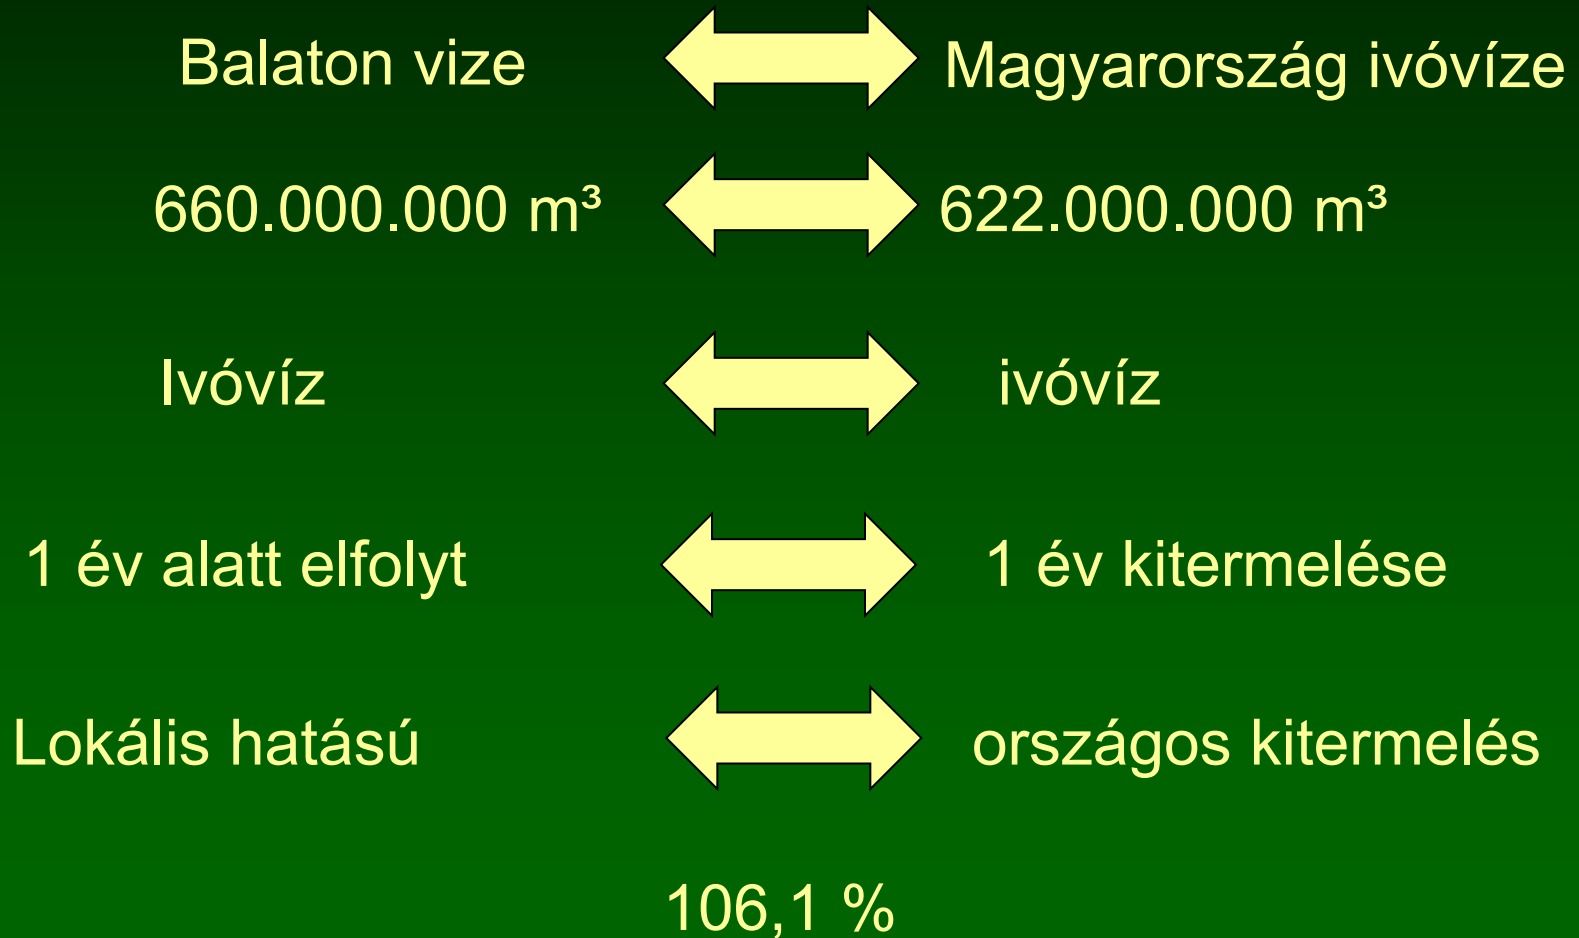 Balaton vize Magyarország ivóvíze
660.000.000 m³ 622.000.000 m³
Ivóvíz ivóvíz
1 év alatt elfolyt 1 év kitermelése
Lokális hatású országos kitermelés
106,1 %